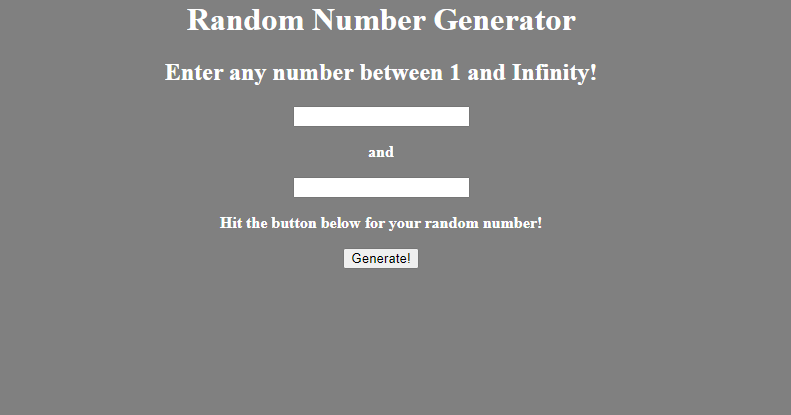 Random Number Generator
Enter any number between 1 and Infinity!
and
Hit the button below for your random number!
Generate!